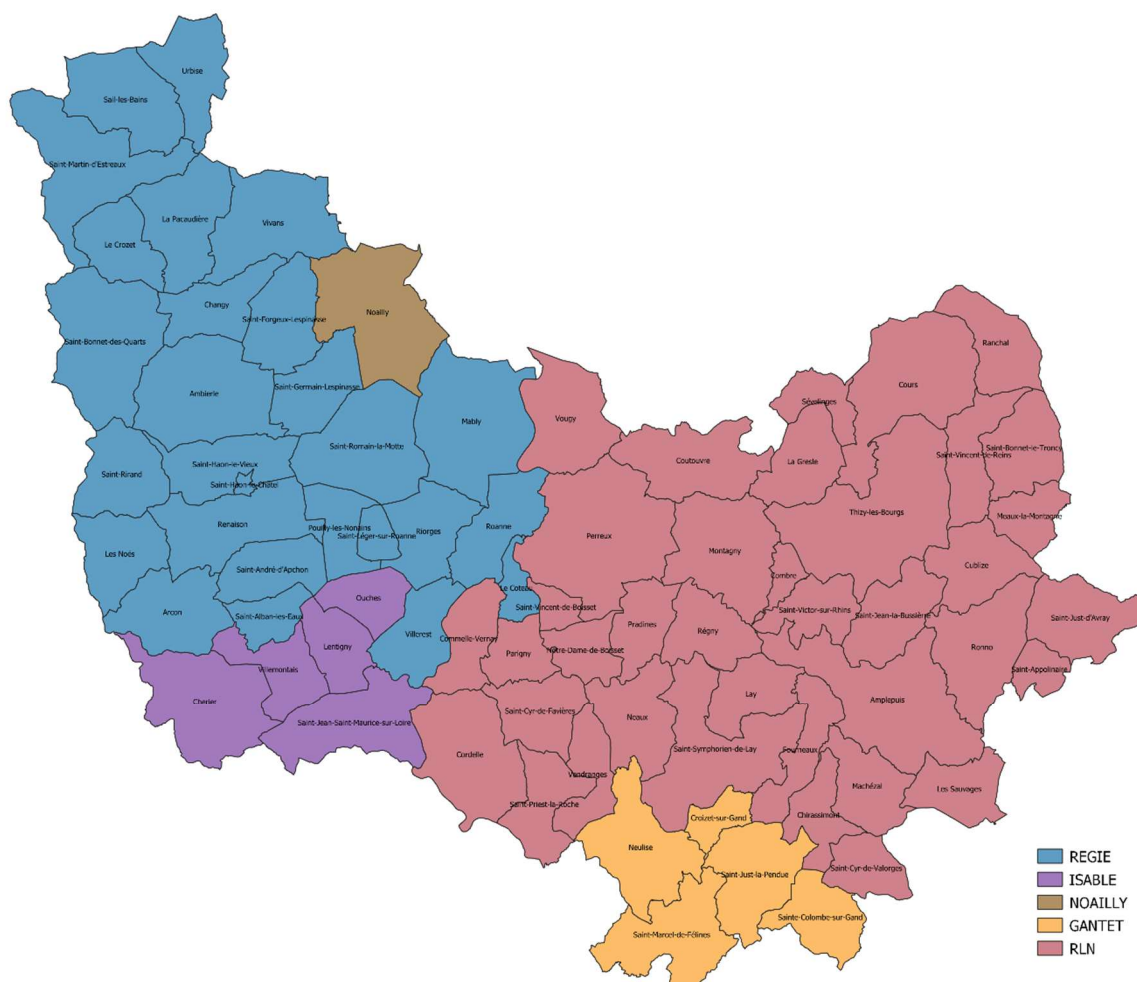 Urbise
Sail-les-Bains
Saint-Martin-d'Estreaux
La Pacaudière
Vivans
Le Crozet
Changy
Saint-Forgeux-Lespinasse
Noailly
Saint-Bonnet-des-Quarts
Ambierle
Saint-Germain-Lespinasse
Mably
Saint-Romain-la-Motte
Saint-Haon-le-Vieux
Saint-Rirand
Saint-Haon-le-Châtel
Renaison
Pouilly-les-Nonains
Saint-Léger-sur-Roanne
Riorges
Roanne
Les Noës
Saint-André-d'Apchon
Arcon
Saint-Alban-les-Eaux
Ouches
Le Coteau
Lentigny
Villerest
Villemontais
Cherier
Saint-Jean-Saint-Maurice-sur-Loire
Ranchal
Cours
Sévelinges
Vougy
Coutouvre
La Gresle
Saint-Vincent-de-Reins
Saint-Bonnet-le-Troncy
Thizy-les-Bourgs
Meaux-la-Montagne
Perreux
Montagny
Cublize
Combre
Saint-Vincent-de-Boisset
Saint-Victor-sur-Rhins
Saint-Jean-la-Bussière
Saint-Just-d'Avray
Commelle-Vernay
Pradines
Régny
Parigny
Notre-Dame-de-Boisset
Ronno
Saint-Appolinaire
Lay
Amplepuis
Saint-Cyr-de-Favières
Neaux
Cordelle
Saint-Symphorien-de-Lay
Fourneaux
Vendranges
Machézal
Les Sauvages
Saint-Priest-la-Roche
Chirassimont
Croizet-sur-Gand
Neulise
Saint-Cyr-de-Valorges
Saint-Just-la-Pendue
Sainte-Colombe-sur-Gand
Saint-Marcel-de-Félines
REGIE
ISABLE
NOAILLY
GANTET
RLN